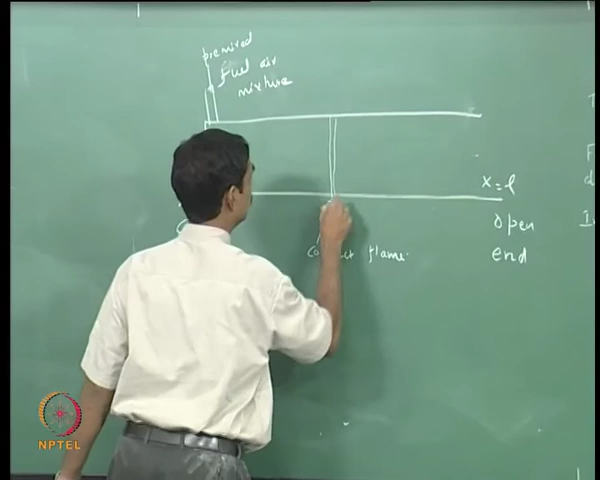 premixed
fuel air
mixture
x=l
open
end
flame
NPTEL